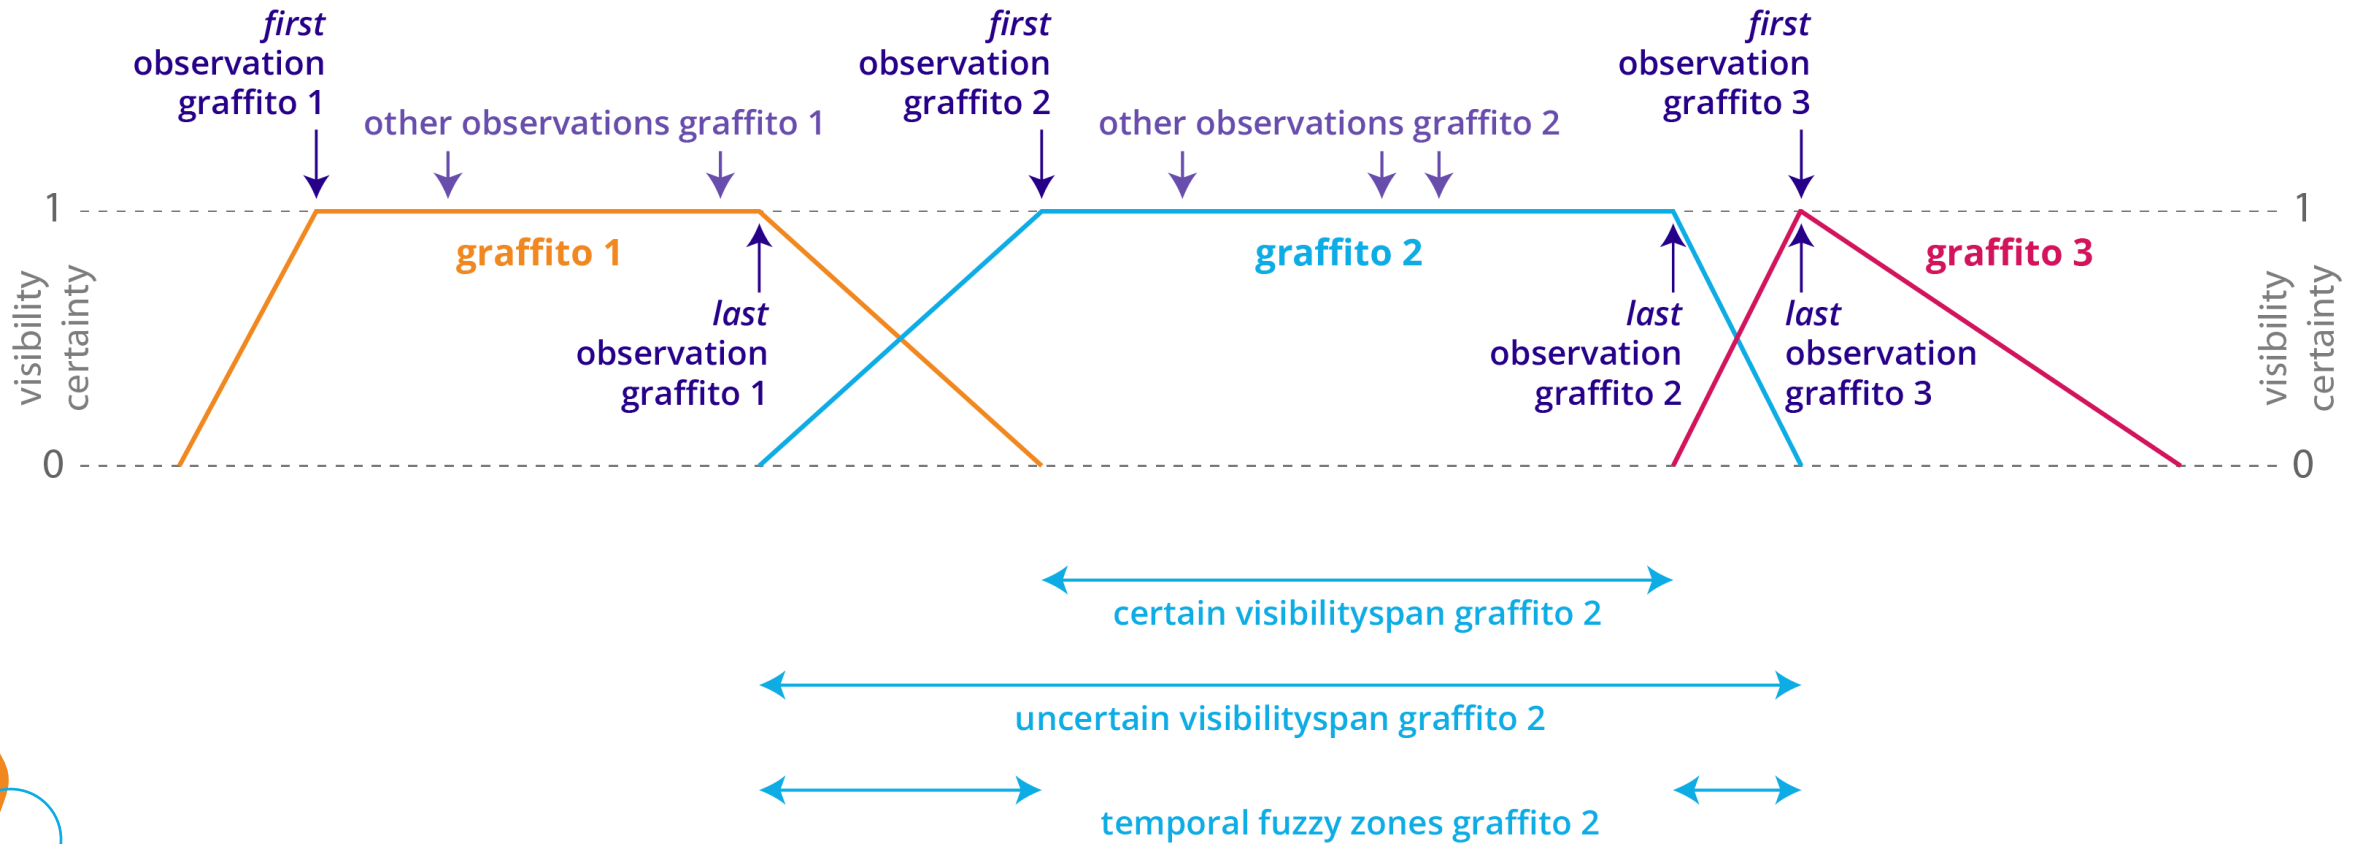 first
observation
graffito 1
other observations graffito 1
first
observation
graffito 2
other observations graffito 2
first
observation
graffito 3
1
1
visibility
certainty
graffito 1
graffito 2
graffito 3
visibility
certainty
last
observation
graffito 1
last
observation
graffito 2
last
observation
graffito 3
0
0
certain visibilityspan graffito 2
uncertain visibilityspan graffito 2
temporal fuzzy zones graffito 2